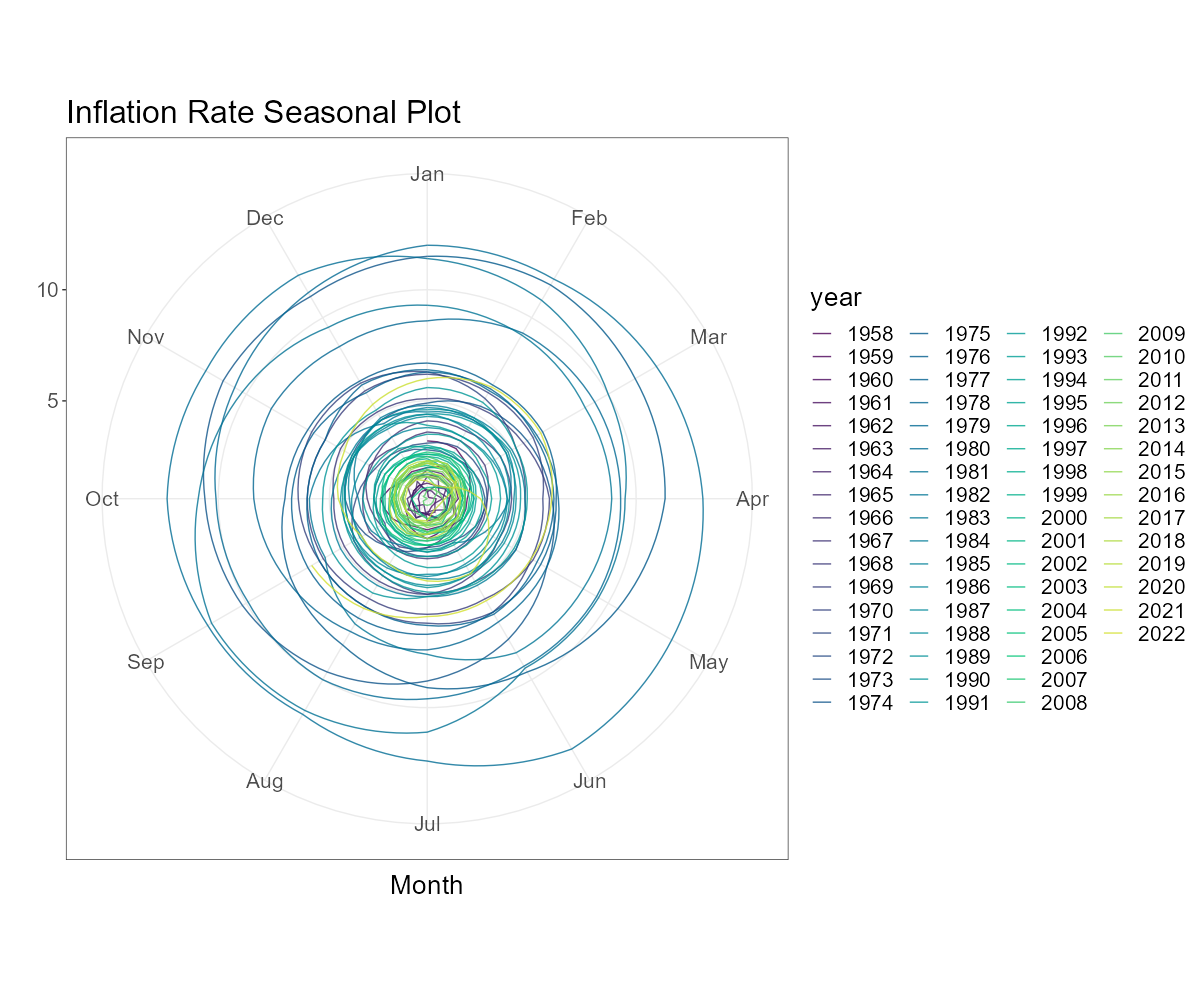 Inflation Rate Seasonal Plot
Jan
Dec
Feb
10
Nov
Mar
5
Oct
Apr
Sep
May
Aug
Jun
Jul
Month
year
1958 1975 1992 2009
1959 1976 1993 2010
1960 1977 1994 2011
1961 1978 1995 2012
1962 1979 1996 2013
1963 1980 1997 2014
1964 1981 1998 2015
1965 1982 1999 2016
1966 1983 2000 2017
1967 1984 2001 2018
1968 1985 2002 2019
1969 1986 2003 2020
1970 1987 2004 2021
1971 1988 2005 2022
1972 1989 2006
1973 1990 2007
1974 1991 2008